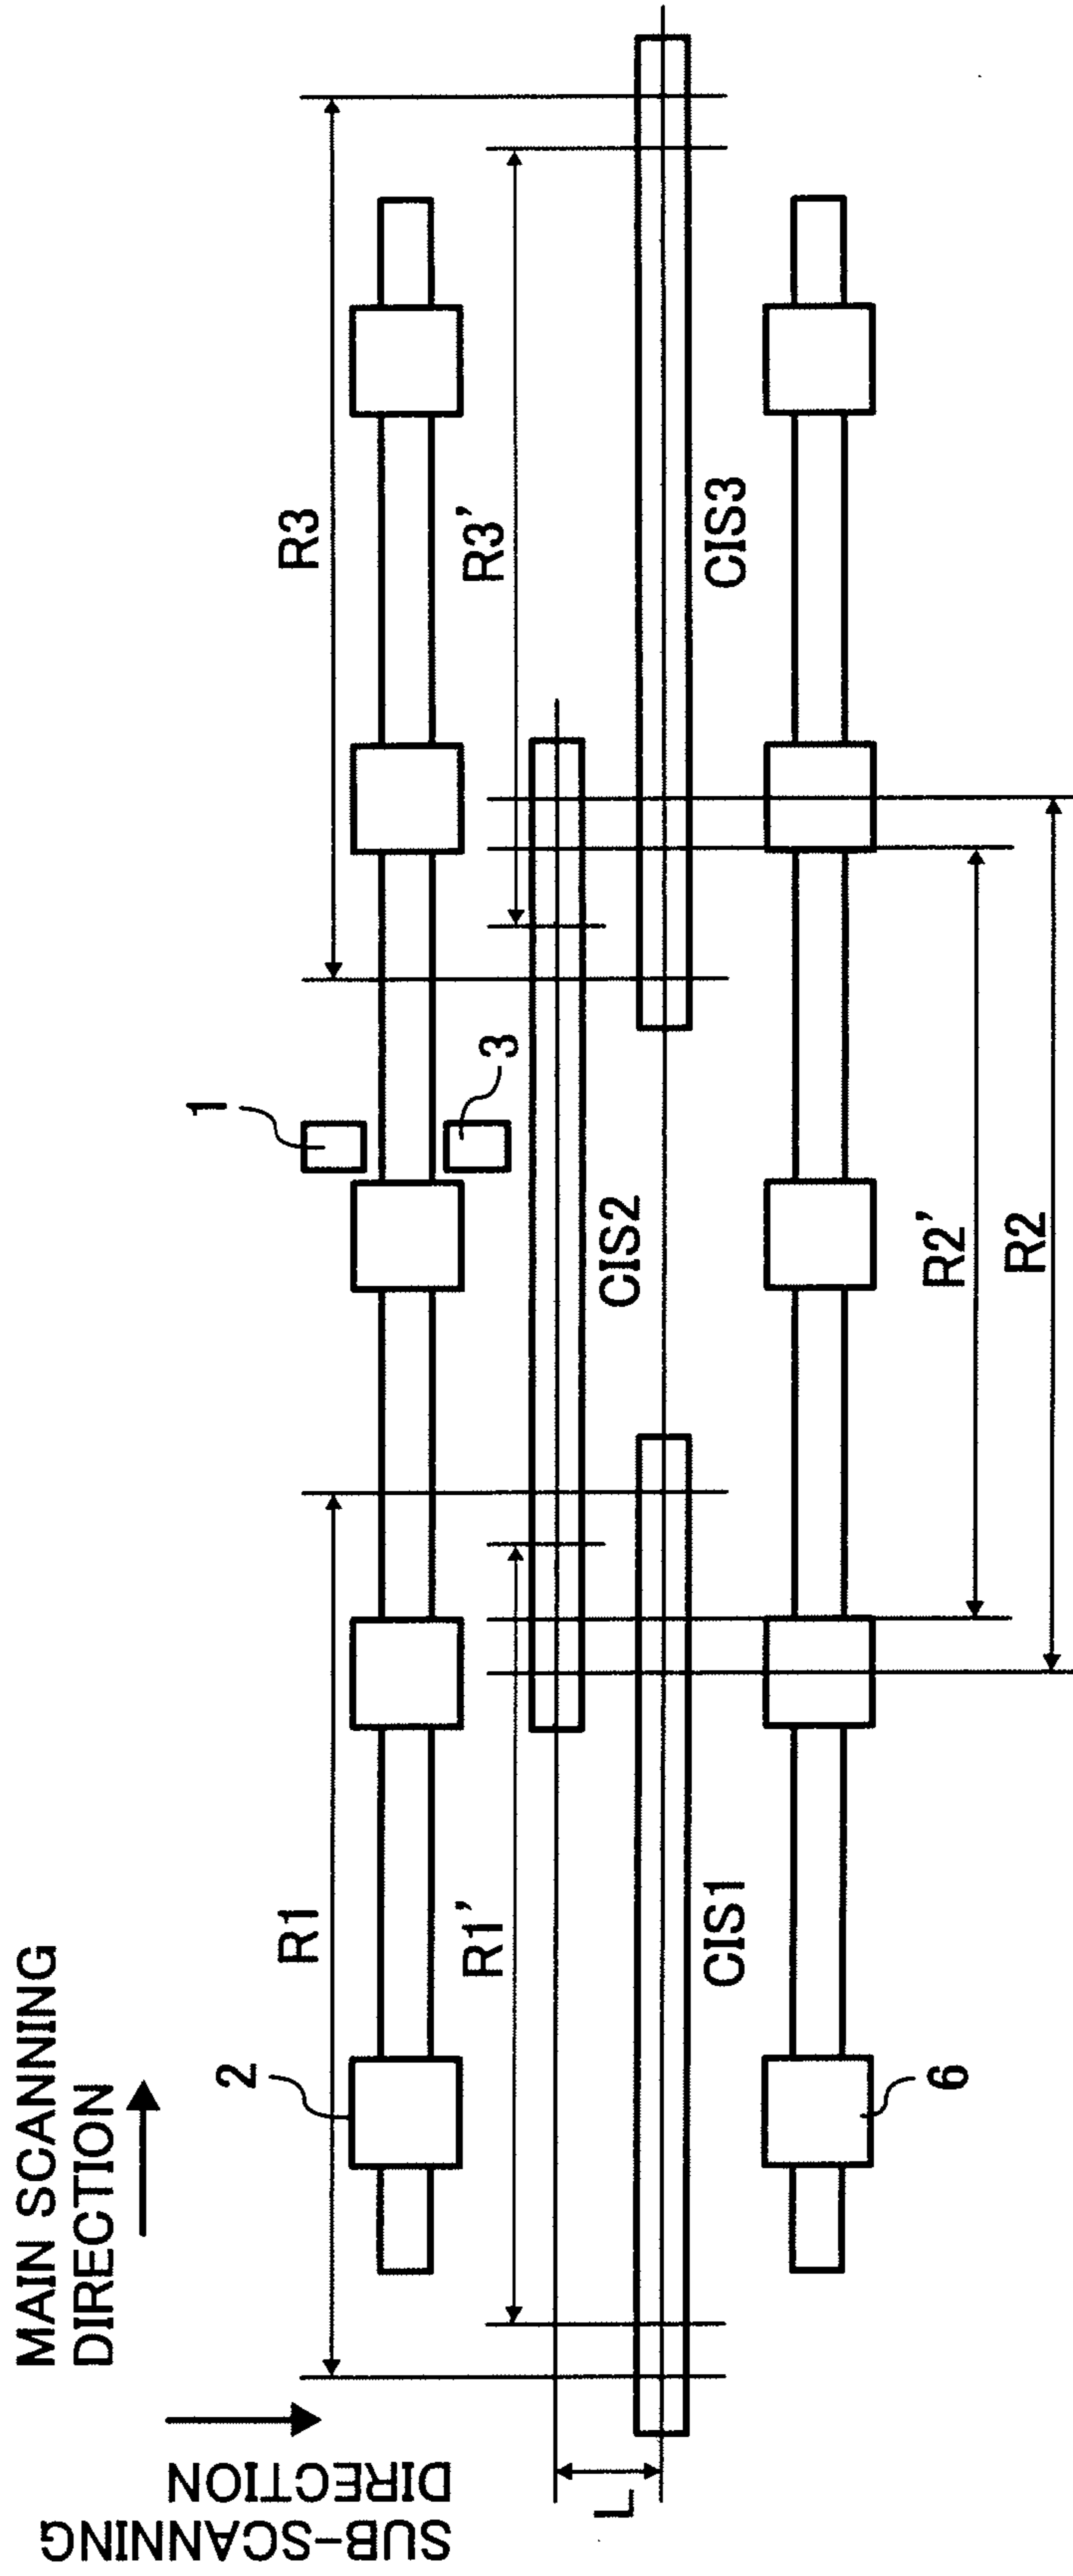 MAIN SCANNING
DIRECTION
SUB-SCANNING
DIRECTION
R1
R3
R1'
R3'
1
2
3
CIS2
CIS1
CIS3
L
6
R2'
R2